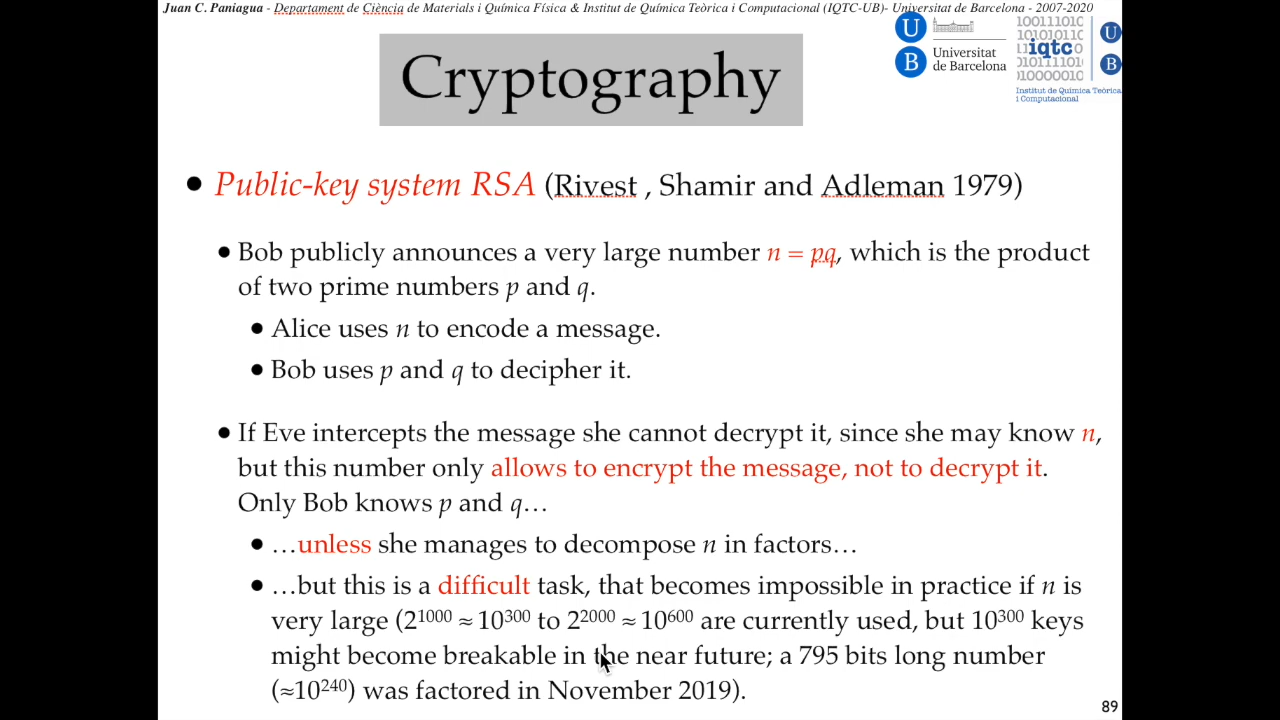 Juan C. Paniagua - Departament de Ciència de Materials i Química Física & Institut de Química Teòrica i Computacional (IQTC-UB)- Universitat de Barcelona - 2007-2020
U B Universitat de Barcelona
iqtc
Institut de Química Teòrica i Computacional
U B
Cryptography
• Public-key system RSA (Rivest , Shamir and Adleman 1979)
• Bob publicly announces a very large number n = pq, which is the product
of two prime numbers p and q.
• Alice uses n to encode a message.
• Bob uses p and q to decipher it.
• If Eve intercepts the message she cannot decrypt it, since she may know n,
but this number only allows to encrypt the message, not to decrypt it.
Only Bob knows p and q…
• …unless she manages to decompose n in factors…
• …but this is a difficult task, that becomes impossible in practice if n is
very large (2¹⁰⁰⁰ ≈ 10³⁰⁰ to 2²⁰⁰⁰ ≈ 10⁶⁰⁰ are currently used, but 10³⁰⁰ keys
might become breakable in the near future; a 795 bits long number
(≈10²⁴⁰) was factored in November 2019).
89